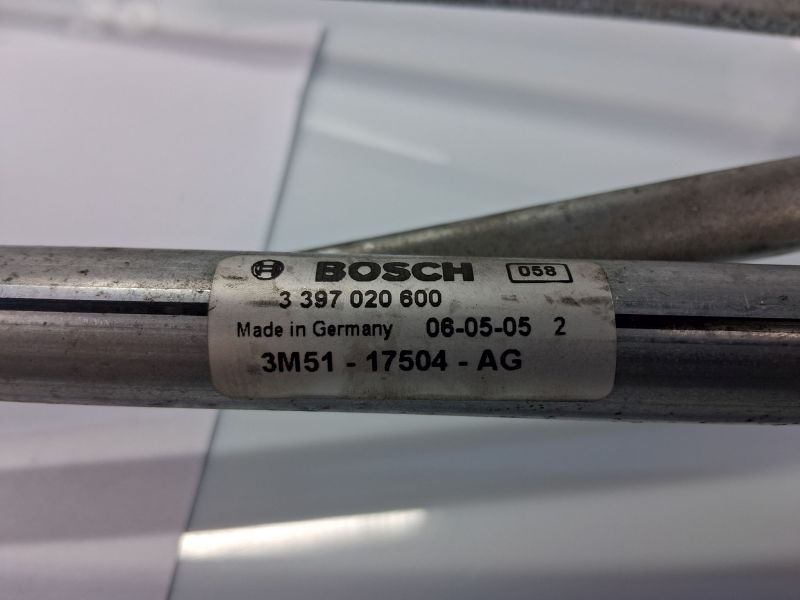 BOSCH 058
3 397 020 600
Made in Germany 06-05-05 2
3M51 - 17504 - AG